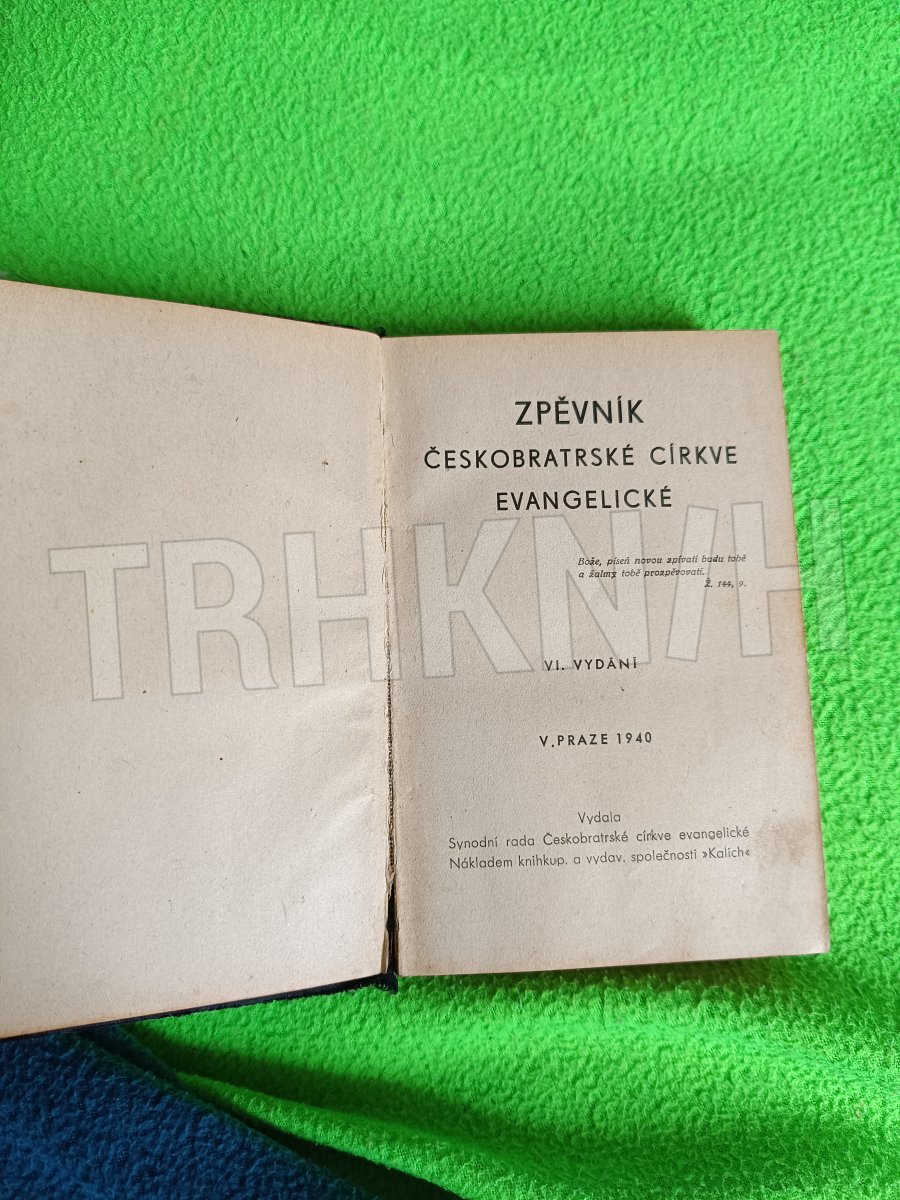 ZPĚVNÍK
ČESKOBRATRSKÉ CÍRKVE
EVANGELICKÉ
Bože, píseň novou zpívati budu tobě
a žalmy tobě prozpěvovati.
Ž. 144, 9.
VI. VYDÁNÍ
V PRAZE 1940
Vydala
Synodní rada Českobratrské církve evangelické
Nákladem knihkup. a vydav. společnosti »Kalich«
TRHKN/H